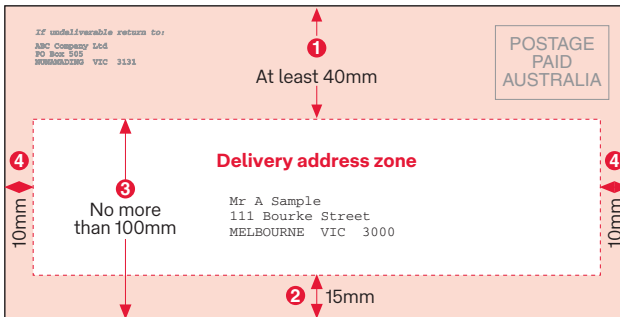 If undeliverable return to:
ABC Company Ltd
PO Box 505
NUNAWADING VIC 3131
1
At least 40mm
POSTAGE
PAID
AUSTRALIA
4
10mm
Delivery address zone
3
No more
than 100mm
Mr A Sample
111 Bourke Street
MELBOURNE VIC 3000
4
10mm
2 15mm